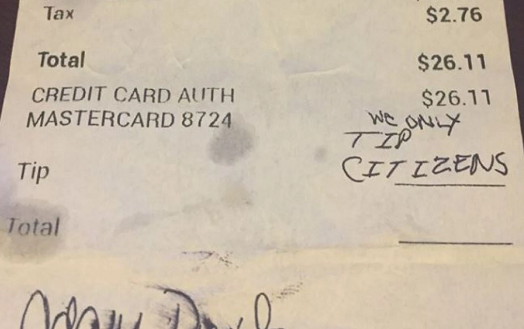 Tax $2.76
Total $26.11
CREDIT CARD AUTH $26.11
MASTERCARD 8724
WE ONLY
TIP
CITIZENS
Tip
Total